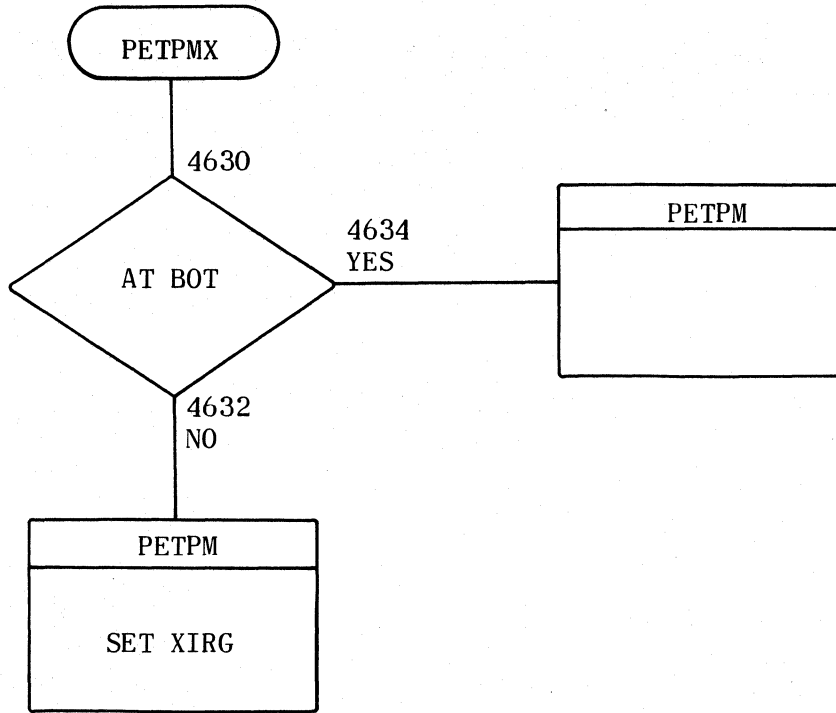 PETPMX
4630
AT BOT
4634
YES
PETPM
4632
NO
PETPM
SET XIRG